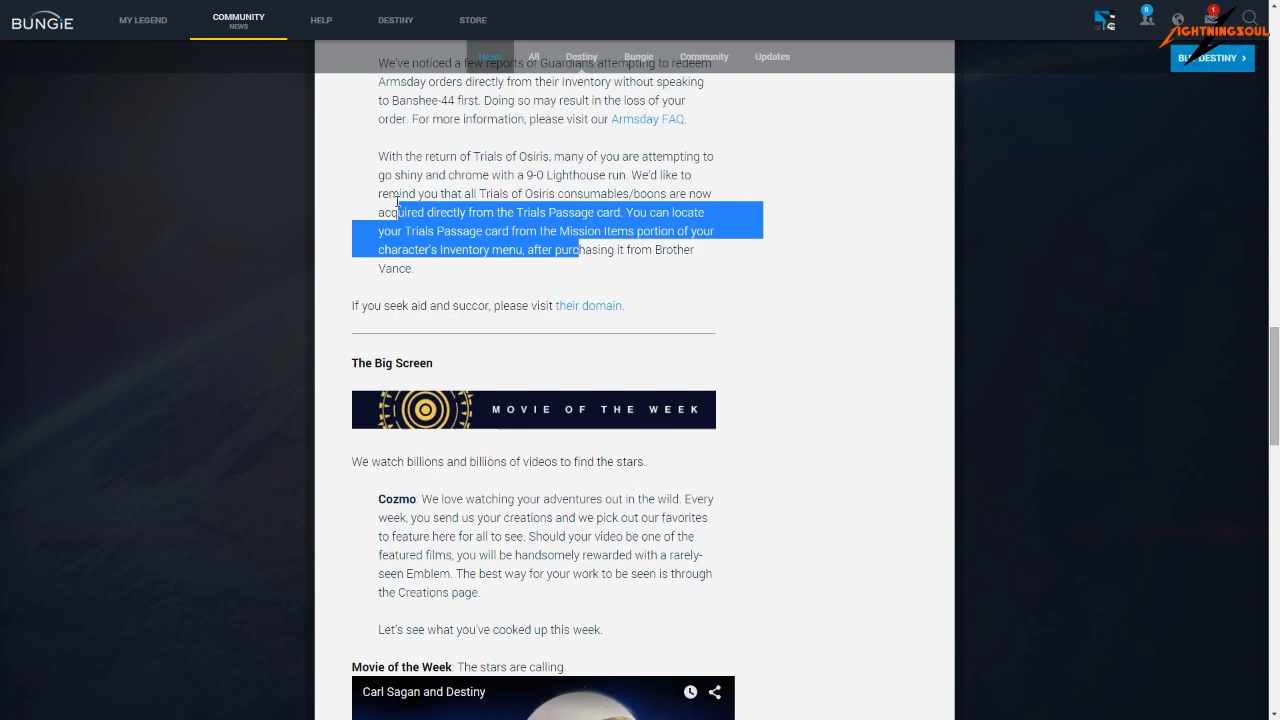 BUNGiE
MY LEGEND
COMMUNITY
NEWS
HELP
DESTINY
STORE
8
1
LIGHTNINGSOUL
News
All
Destiny
Bungie
Community
Updates
BUY DESTINY
We've noticed a few reports of Guardians attempting to redeem
Armsday orders directly from their Inventory without speaking
to Banshee-44 first. Doing so may result in the loss of your
order. For more information, please visit our Armsday FAQ.
With the return of Trials of Osiris, many of you are attempting to
go shiny and chrome with a 9-0 Lighthouse run. We'd like to
remind you that all Trials of Osiris consumables/boons are now
acquired directly from the Trials Passage card. You can locate
your Trials Passage card from the Mission Items portion of your
character's Inventory menu, after purchasing it from Brother
Vance.
If you seek aid and succor, please visit their domain.
The Big Screen
MOVIE OF THE WEEK
We watch billions and billions of videos to find the stars.
Cozmo: We love watching your adventures out in the wild. Every
week, you send us your creations and we pick out our favorites
to feature here for all to see. Should your video be one of the
featured films, you will be handsomely rewarded with a rarely-
seen Emblem. The best way for your work to be seen is through
the Creations page.
Let's see what you've cooked up this week.
Movie of the Week: The stars are calling.
Carl Sagan and Destiny